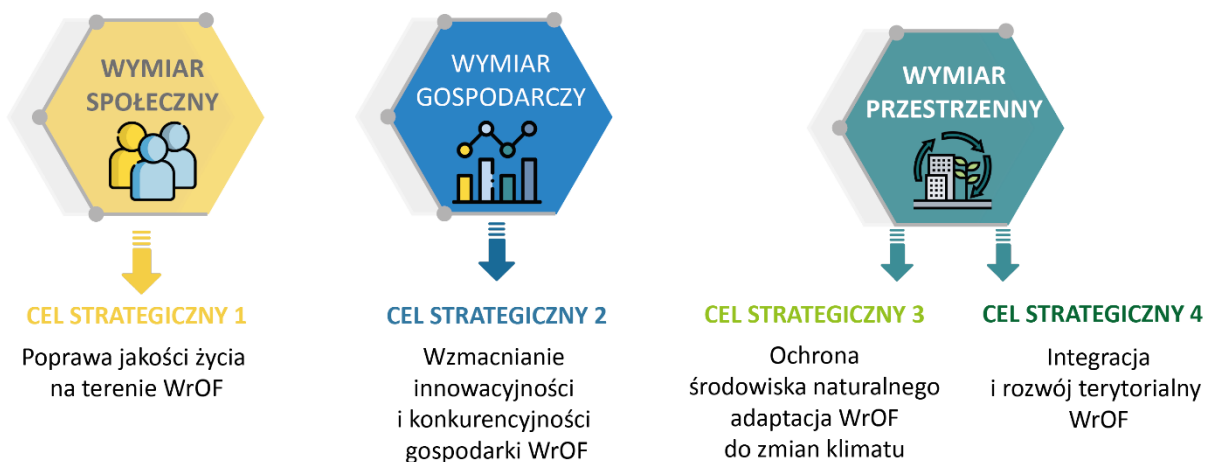 WYMIAR
SPOŁECZNY
WYMIAR
GOSPODARCZY
WYMIAR
PRZESTRZENNY
CEL STRATEGICZNY 1
Poprawa jakości życia
na terenie WrOF
CEL STRATEGICZNY 2
Wzmacnianie
innowacyjności
i konkurencyjności
gospodarki WrOF
CEL STRATEGICZNY 3
Ochrona
środowiska naturalnego
adaptacja WrOF
do zmian klimatu
CEL STRATEGICZNY 4
Integracja
i rozwój terytorialny
WrOF